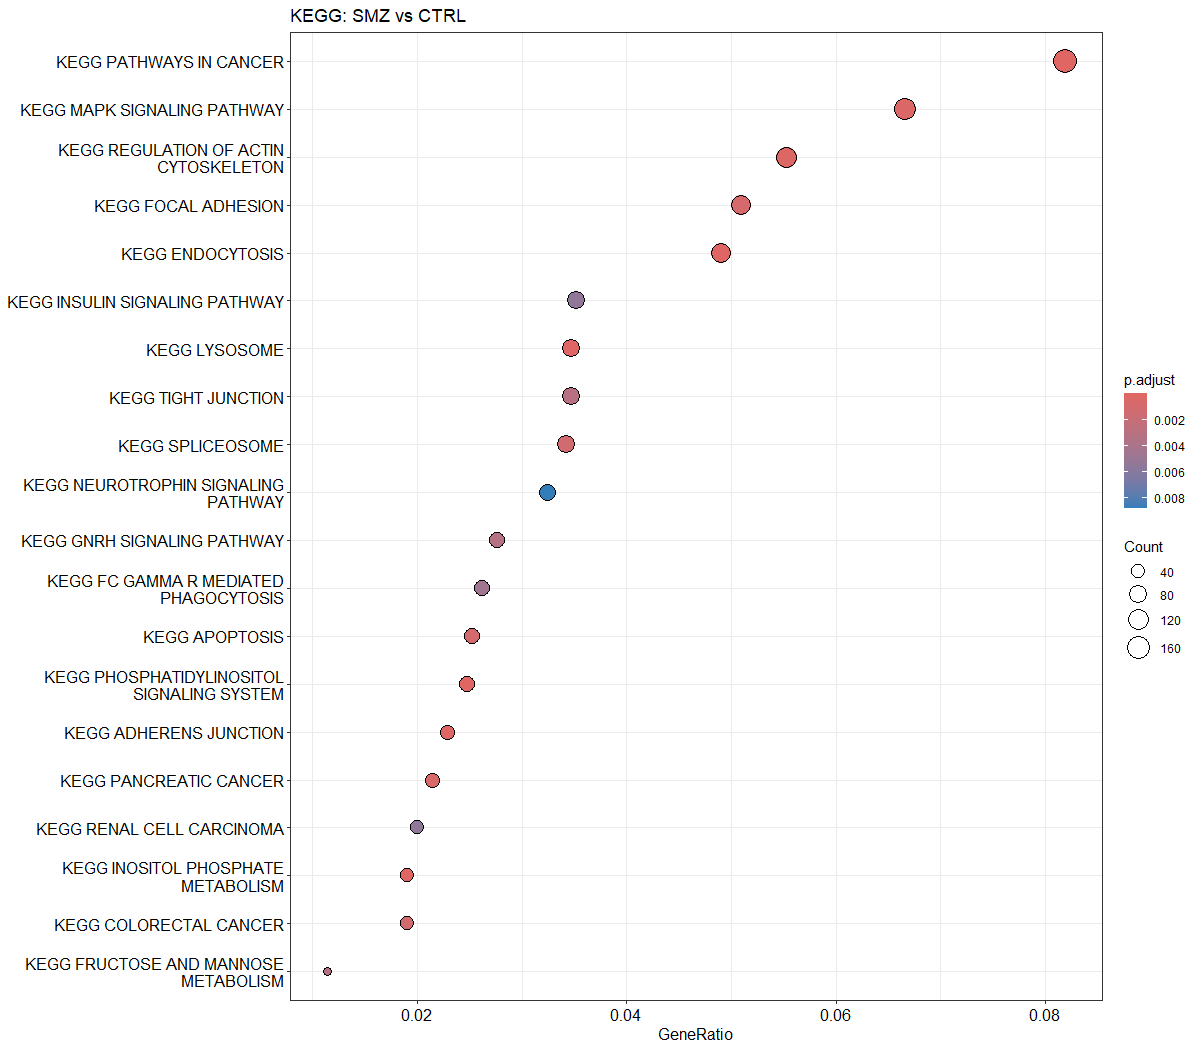 KEGG: SMZ vs CTRL
KEGG PATHWAYS IN CANCER
KEGG MAPK SIGNALING PATHWAY
KEGG REGULATION OF ACTIN
CYTOSKELETON
KEGG FOCAL ADHESION
KEGG ENDOCYTOSIS
KEGG INSULIN SIGNALING PATHWAY
KEGG LYSOSOME
KEGG TIGHT JUNCTION
KEGG SPLICEOSOME
KEGG NEUROTROPHIN SIGNALING
PATHWAY
KEGG GNRH SIGNALING PATHWAY
KEGG FC GAMMA R MEDIATED
PHAGOCYTOSIS
KEGG APOPTOSIS
KEGG PHOSPHATIDYLINOSITOL
SIGNALING SYSTEM
KEGG ADHERENS JUNCTION
KEGG PANCREATIC CANCER
KEGG RENAL CELL CARCINOMA
KEGG INOSITOL PHOSPHATE
METABOLISM
KEGG COLORECTAL CANCER
KEGG FRUCTOSE AND MANNOSE
METABOLISM
0.02 0.04 0.06 0.08
GeneRatio
p.adjust
0.002
0.004
0.006
0.008
Count
40
80
120
160